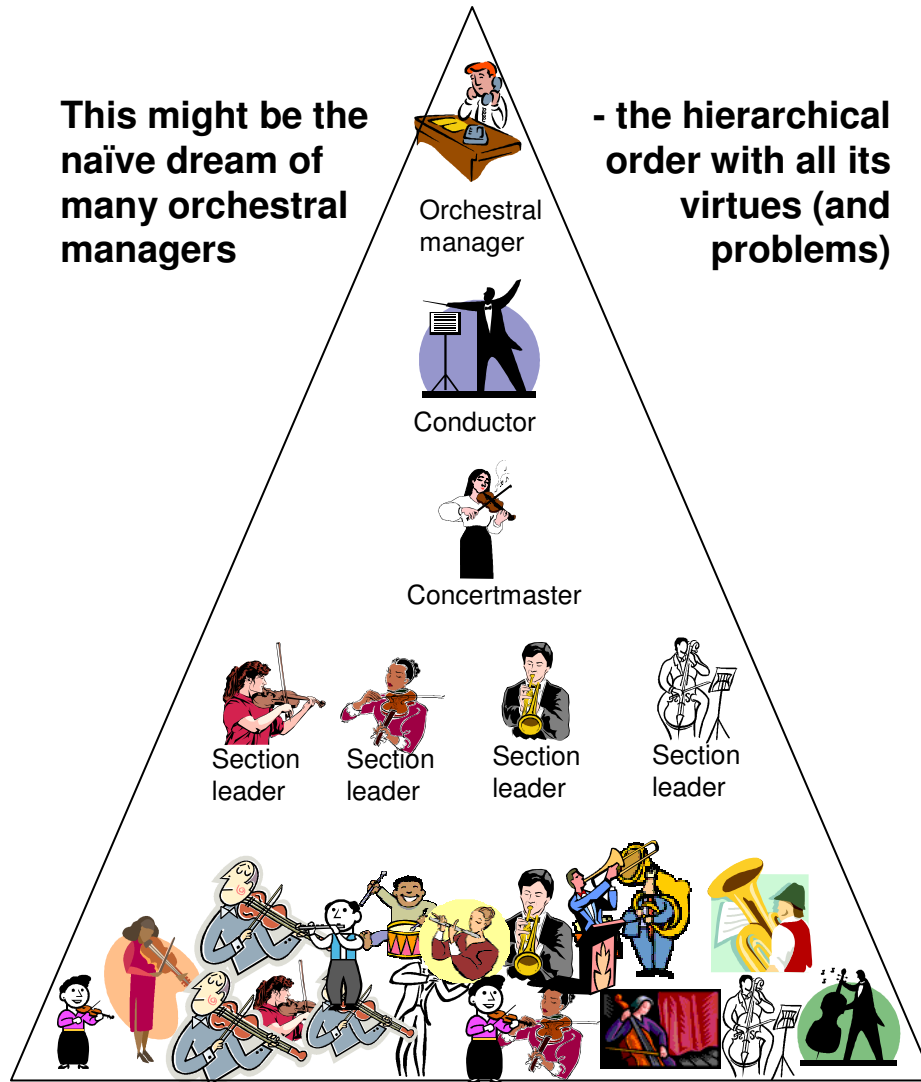 This might be the
naïve dream of
many orchestral
managers
- the hierarchical
order with all its
virtues (and
problems)
Orchestral
manager
Conductor
Concertmaster
Section
leader
Section
leader
Section
leader
Section
leader